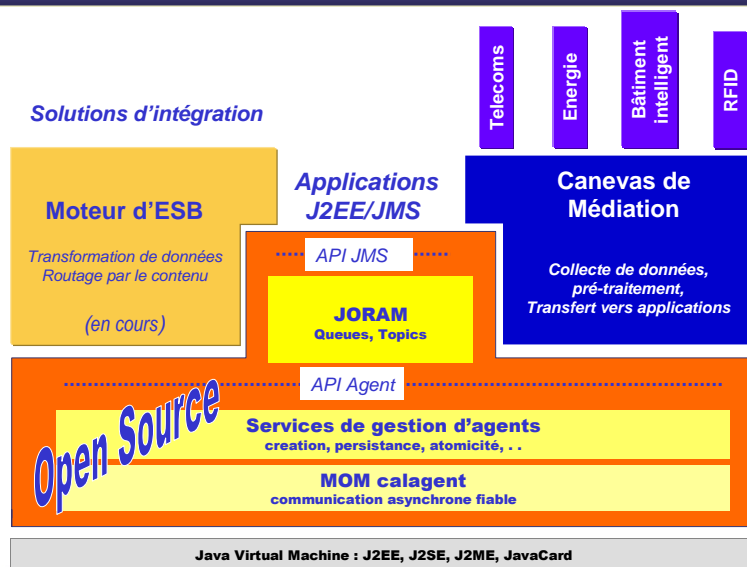 Telecoms
Energie
Bâtiment
intelligent
RFID
Solutions d'intégration
Moteur d'ESB
Transformation de données
Routage par le contenu
(en cours)
Applications
J2EE/JMS
Canevas de
Médiation
Collecte de données,
pré-traitement,
Transfert vers applications
API JMS
JORAM
Queues, Topics
API Agent
Open Source
Services de gestion d'agents
creation, persistance, atomicité, . .
MOM calagent
communication asynchrone fiable
Java Virtual Machine : J2EE, J2SE, J2ME, JavaCard